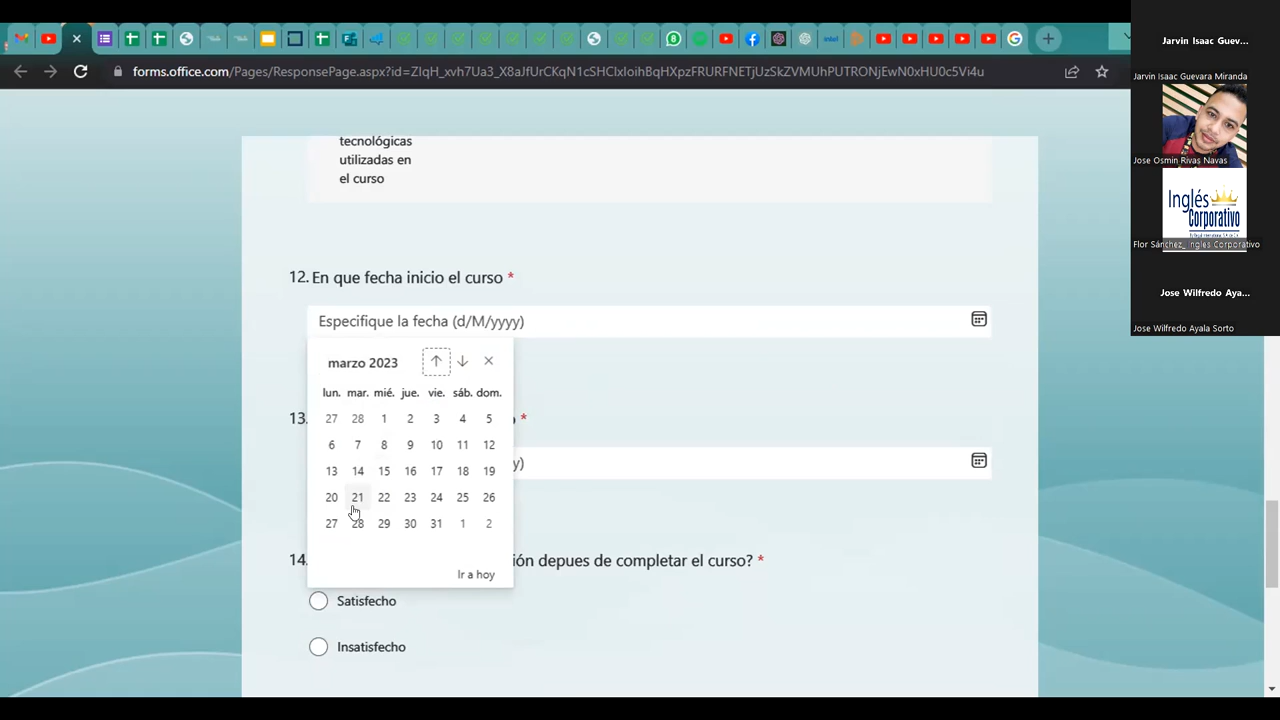 forms.office.com/Pages/ResponsePage.aspx?id=ZIqH_xvh7Ua3_X8aJfUrCKqN1cSHClxIoihBqHXpzFRURFNETjUzSkZVMUhPUTRONjEwN0xHU0c5Vi4u
Jarvin Isaac Guev...
Jarvin Isaac Guevara Miranda
Jose Osmin Rivas Navas
Inglés
Corporativo
Flor Sánchez_ Ingles Corporativo
Jose Wilfredo Aya...
Jose Wilfredo Ayala Sorto
tecnológicas
utilizadas en
el curso
12. En que fecha inicio el curso *
Especifique la fecha (d/M/yyyy)
marzo 2023
lun. mar. mié. jue. vie. sáb. dom.
27 28 1 2 3 4 5
6 7 8 9 10 11 12
13 14 15 16 17 18 19
20 21 22 23 24 25 26
27 28 29 30 31 1 2
Ir a hoy
13. *
y)
14. ión depues de completar el curso? *
Satisfecho
Insatisfecho